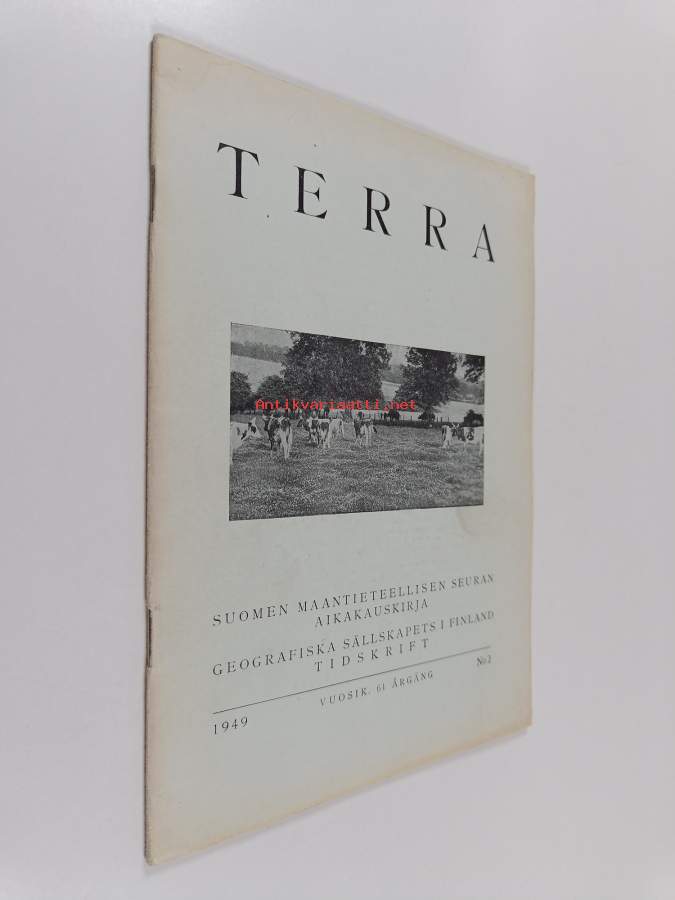 TERRA
Antikvariaatti.net
SUOMEN MAANTIETEELLISEN SEURAN
AIKAKAUSKIRJA
GEOGRAFISKA SÄLLSKAPETS I FINLAND
TIDSKRIFT
1949 VUOSIK. 61 ÅRGÅNG No 2